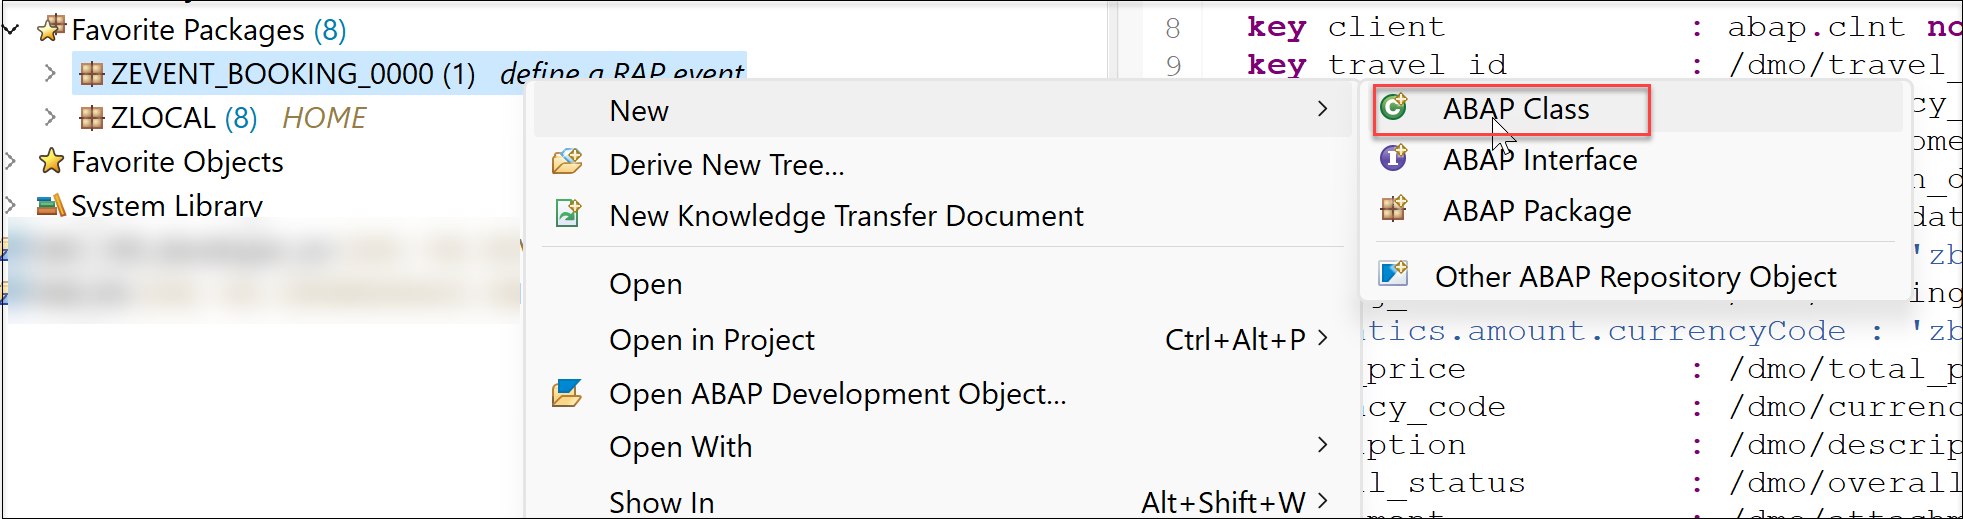 Favorite Packages (8)
ZEVENT_BOOKING_0000 (1) define a RAP event
ZLOCAL (8) HOME
Favorite Objects
System Library
New
Derive New Tree...
New Knowledge Transfer Document
Open
Open in Project Ctrl+Alt+P
Open ABAP Development Object...
Open With
Show In Alt+Shift+W
ABAP Class
ABAP Interface
ABAP Package
Other ABAP Repository Object
8 key client : abap.clnt no
9 key travel_id : /dmo/travel_
cy_
ome
n_d
dat
'zb
ing
tics.amount.currencyCode : 'zb
_price : /dmo/total_p
cy_code : /dmo/currenc
ption : /dmo/descrip
l_status : /dmo/overall